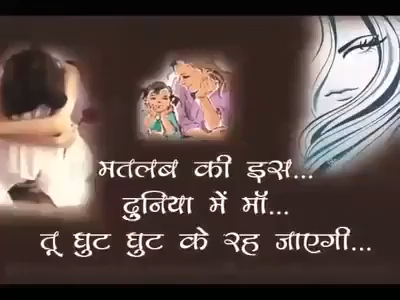 मतलब की इस...
दुनिया में माँ...
तू घुट घुट के रह जाएगी...